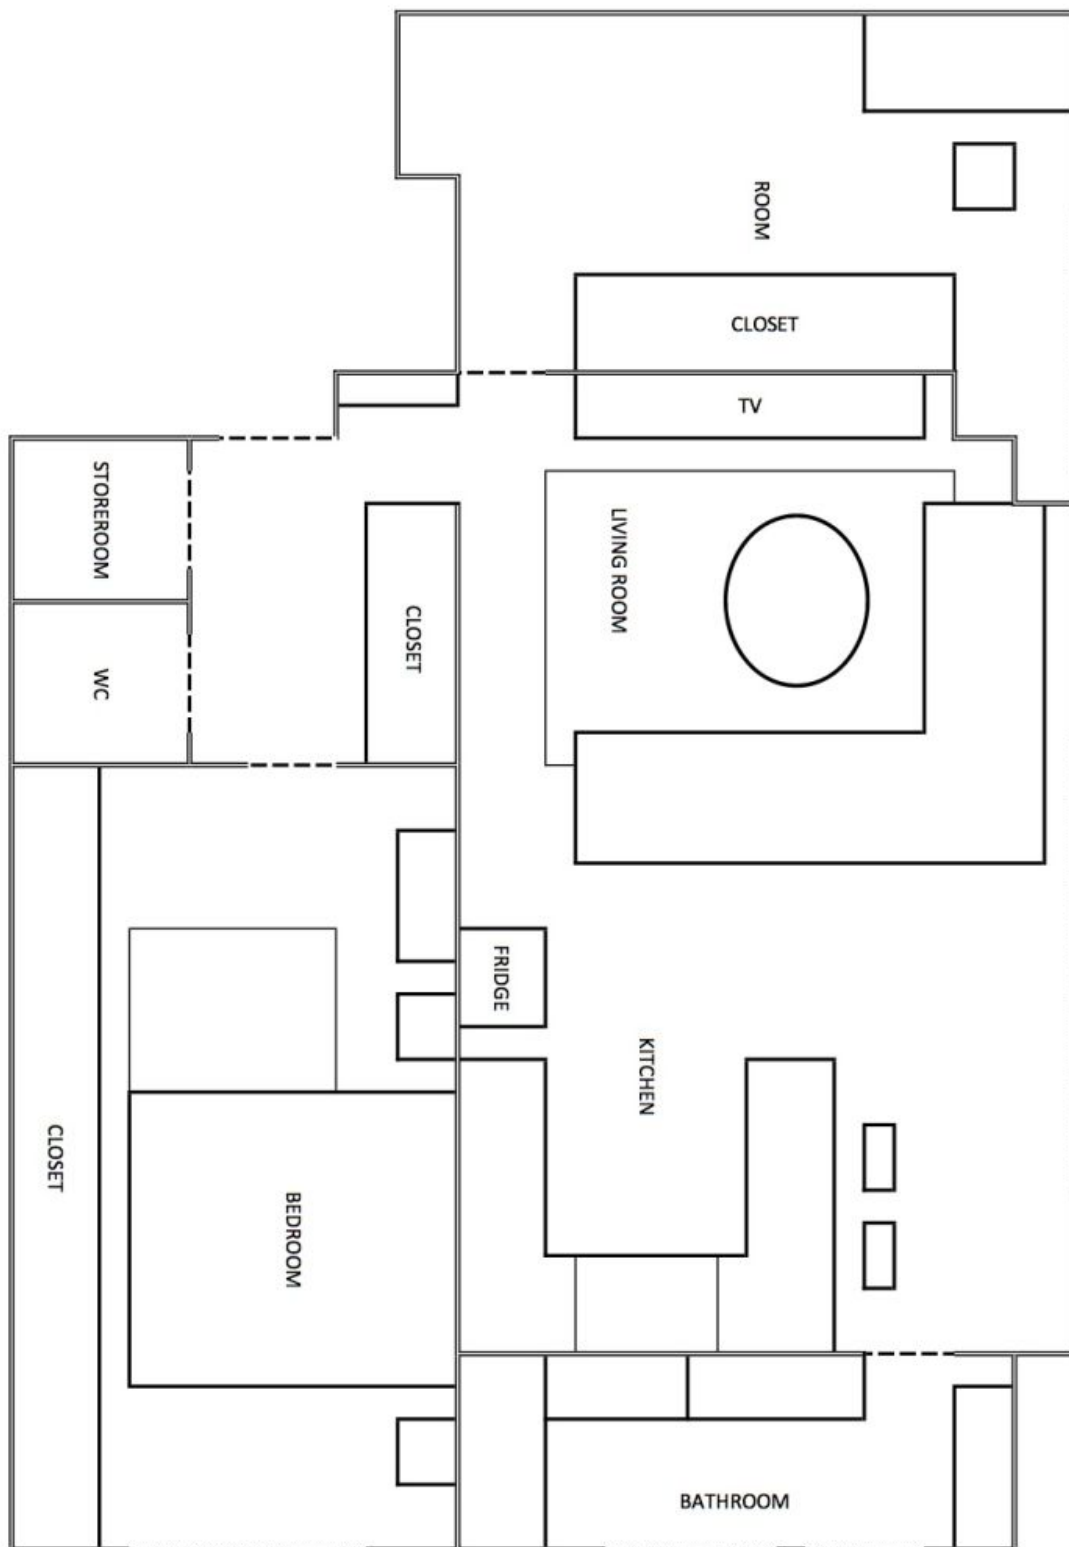 ROOM
CLOSET
TV
STOREROOM
LIVING ROOM
CLOSET
WC
FRIDGE
KITCHEN
CLOSET
BEDROOM
BATHROOM